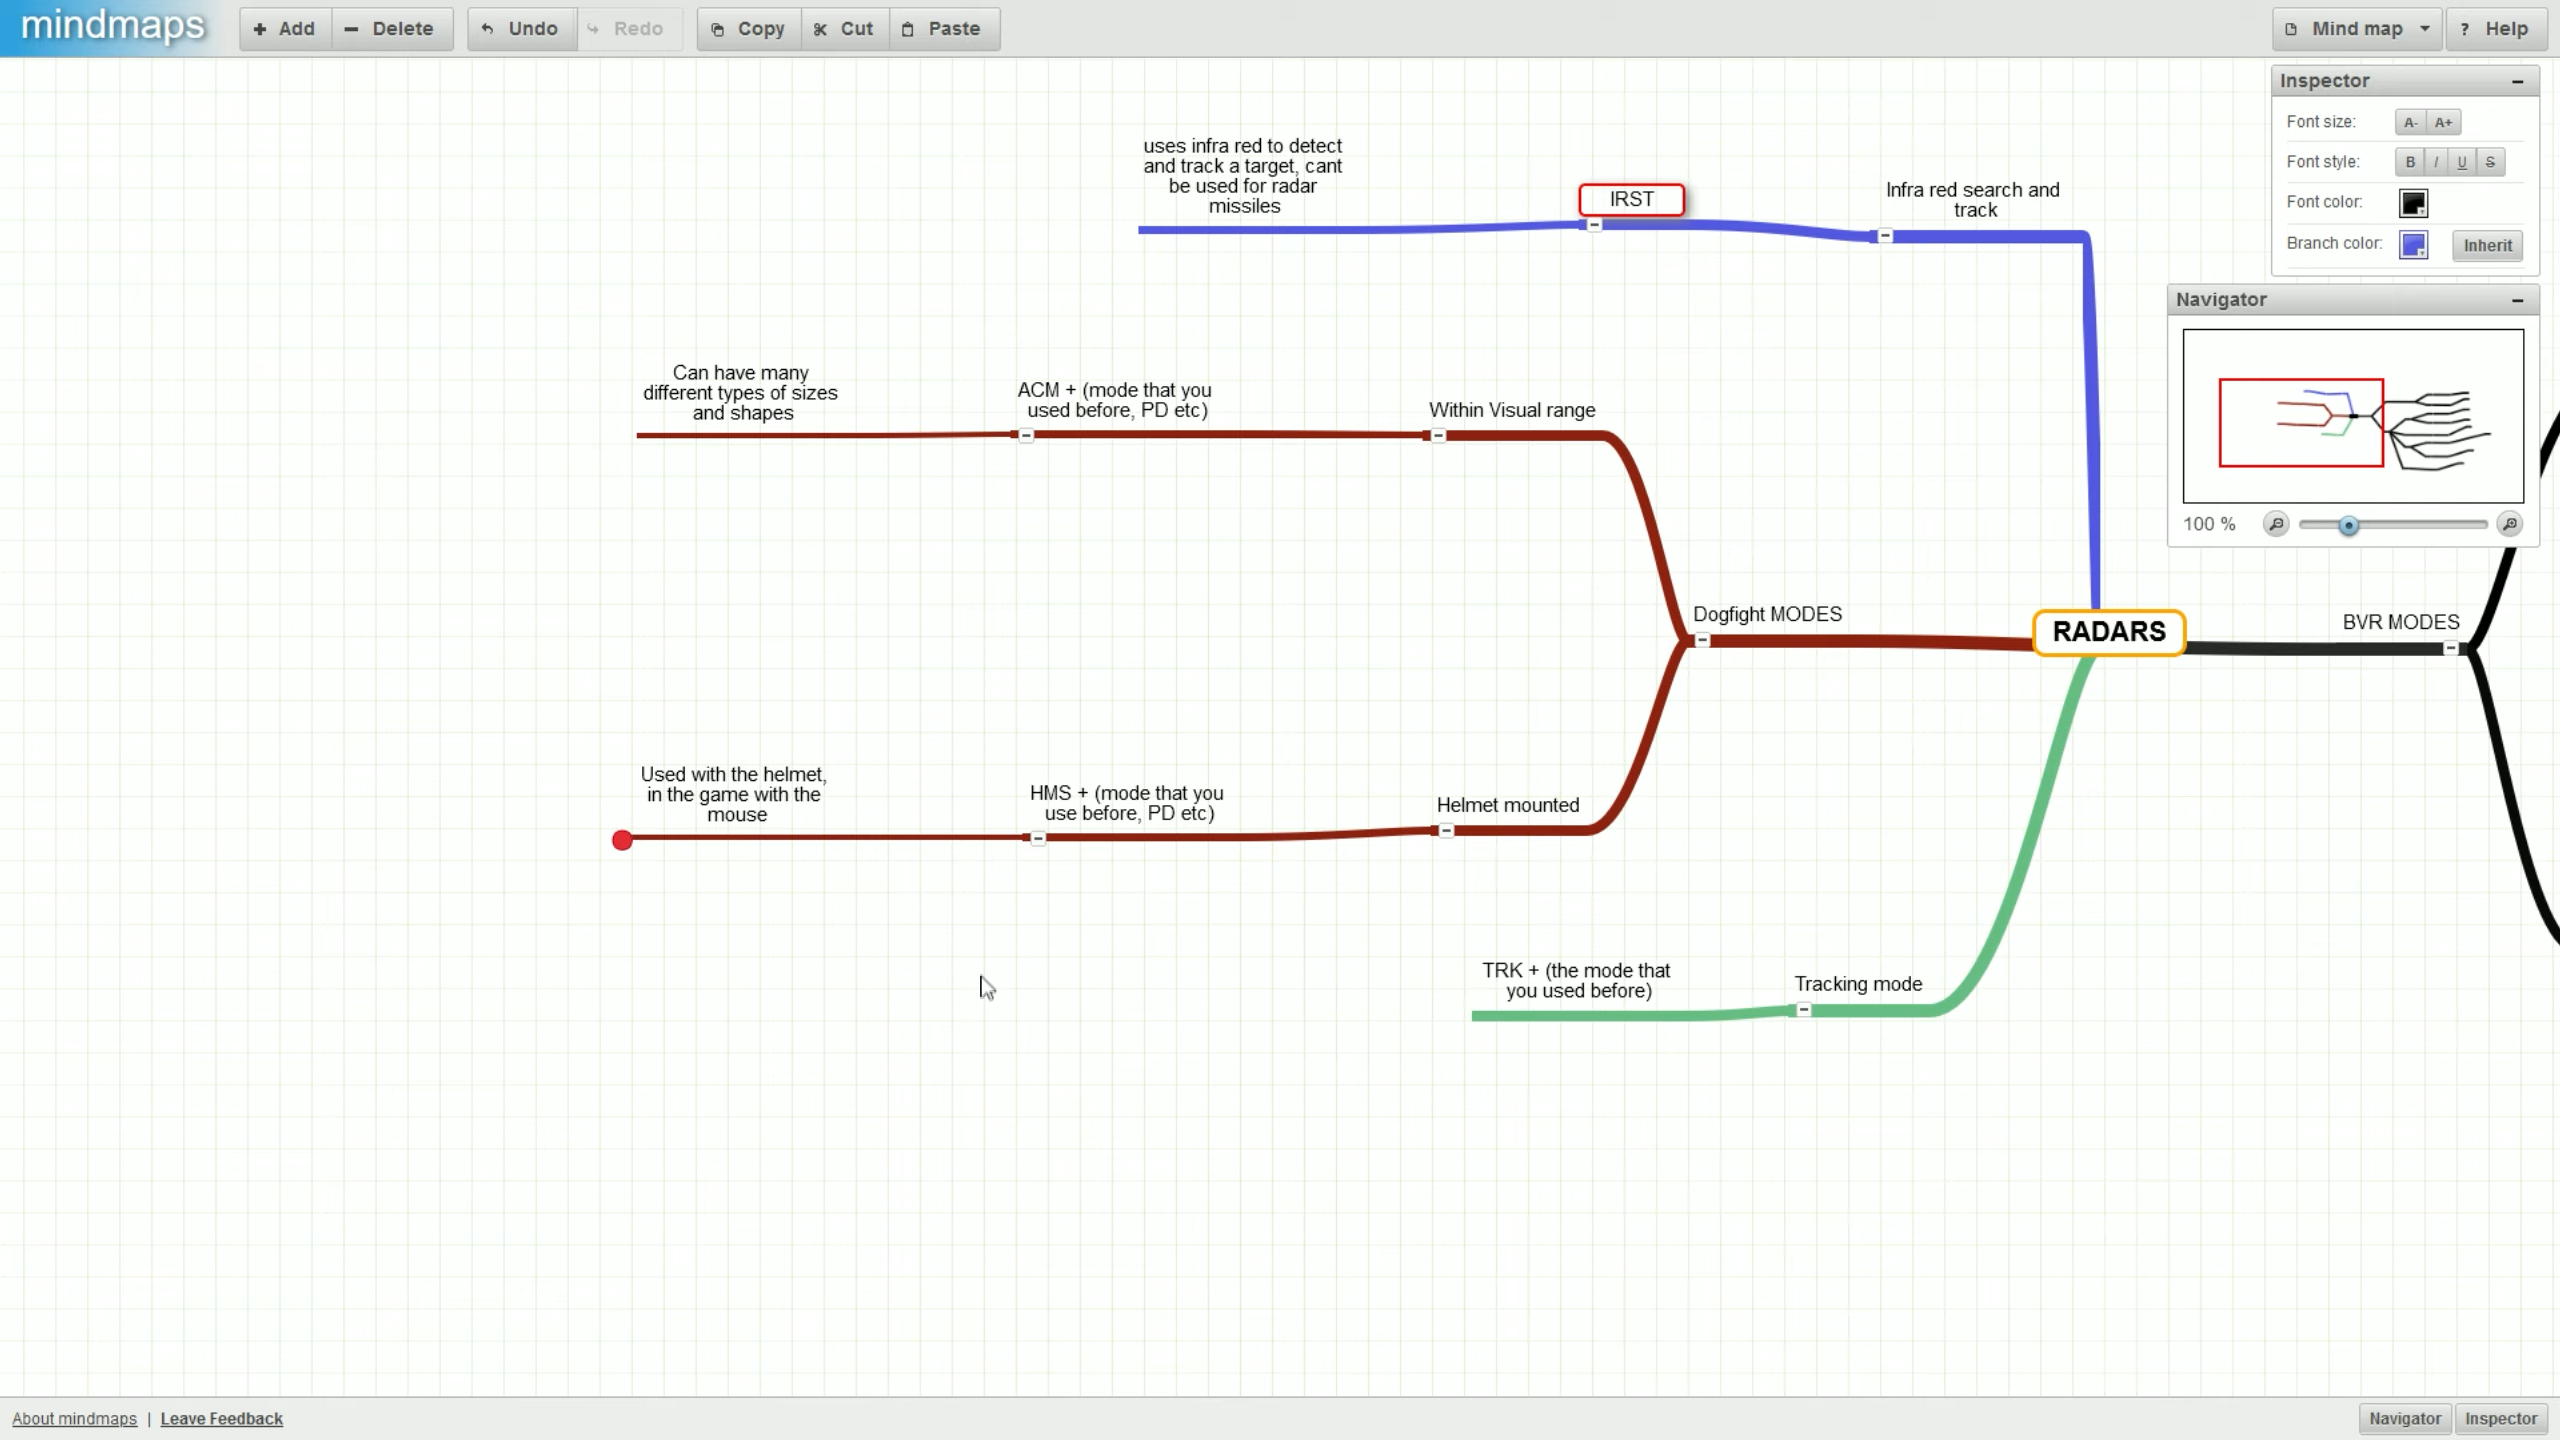 mindmaps
Add
Delete
Undo
Redo
Copy
Cut
Paste
Mind map
? Help
Inspector
Font size:
A- A+
Font style:
B I U S
Font color:
Branch color:
Inherit
Navigator
100 %
uses infra red to detect
and track a target, cant
be used for radar
missiles
IRST
Infra red search and
track
Can have many
different types of sizes
and shapes
ACM + (mode that you
used before, PD etc)
Within Visual range
Dogfight MODES
RADARS
BVR MODES
Used with the helmet,
in the game with the
mouse
HMS + (mode that you
use before, PD etc)
Helmet mounted
TRK + (the mode that
you used before)
Tracking mode
About mindmaps | Leave Feedback
Navigator
Inspector